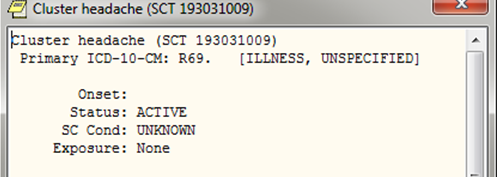 Cluster headache (SCT 193031009)
Cluster headache (SCT 193031009)
Primary ICD-10-CM: R69. [ILLNESS, UNSPECIFIED]
Onset:
Status: ACTIVE
SC Cond: UNKNOWN
Exposure: None